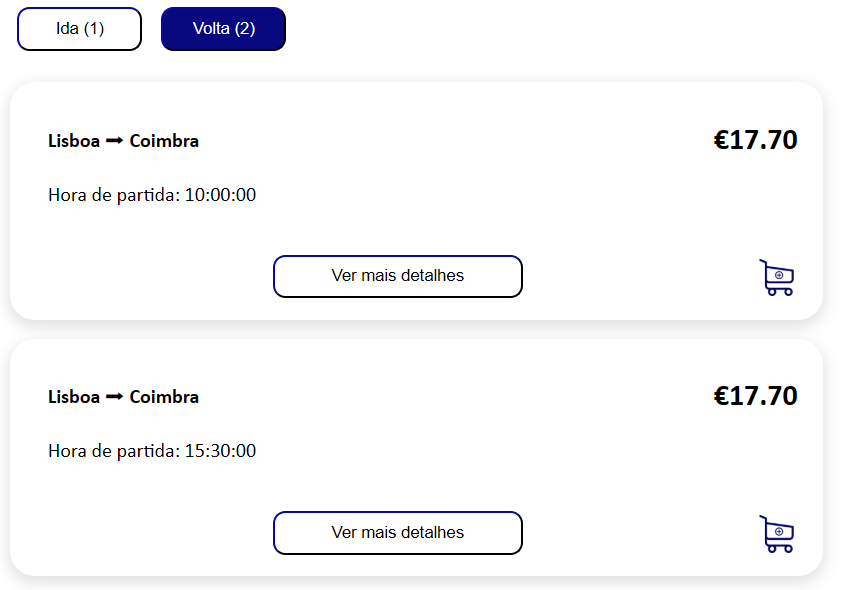 Ida (1) Volta (2)
Lisboa ➞ Coimbra €17.70
Hora de partida: 10:00:00
Ver mais detalhes
Lisboa ➞ Coimbra €17.70
Hora de partida: 15:30:00
Ver mais detalhes